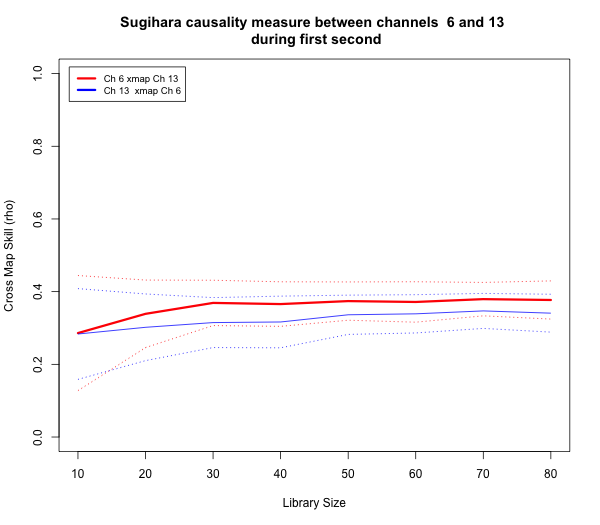 Sugihara causality measure between channels  6 and 13
during first second
Ch 6 xmap Ch 13
Ch 13  xmap Ch 6
Cross Map Skill (rho)
1.0
0.8
0.6
0.4
0.2
0.0
10 20 30 40 50 60 70 80
Library Size